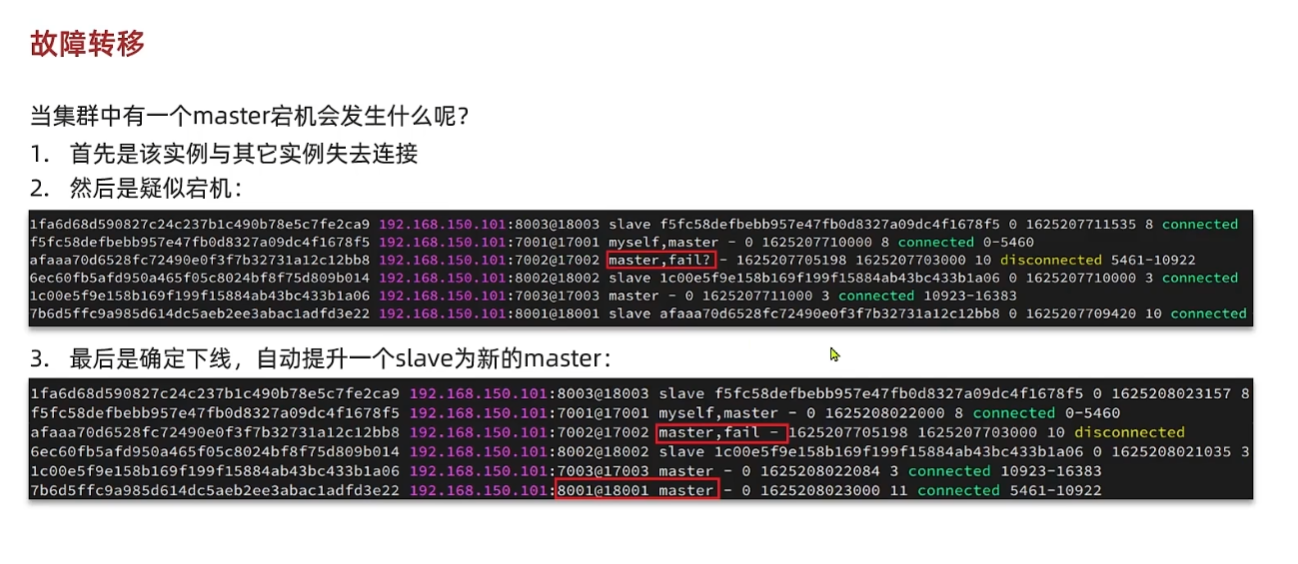 故障转移
当集群中有一个master宕机会发生什么呢？
1. 首先是该实例与其它实例失去连接
2. 然后是疑似宕机：
1fa6d68d590827c24c237b1c490b78e5c7fe2ca9 192.168.150.101:8003@18003 slave f5fc58defbebb957e47fb0d8327a09dc4f1678f5 0 1625207711535 8 connected
f5fc58defbebb957e47fb0d8327a09dc4f1678f5 192.168.150.101:7001@17001 myself,master - 0 1625207710000 8 connected 0-5460
afaaa70d6528fc72490e0f3f7b32731a12c12bb8 192.168.150.101:7002@17002 master,fail? - 1625207705198 1625207703000 10 disconnected 5461-10922
6ec60fb5afd950a465f05c8024bf8f75d809b014 192.168.150.101:8002@18002 slave 1c00e5f9e158b169f199f15884ab43bc433b1a06 0 1625207710000 3 connected
1c00e5f9e158b169f199f15884ab43bc433b1a06 192.168.150.101:7003@17003 master - 0 1625207711000 3 connected 10923-16383
7b6d5ffc9a985d614dc5aeb2ee3abac1adfd3e22 192.168.150.101:8001@18001 slave afaaa70d6528fc72490e0f3f7b32731a12c12bb8 0 1625207709420 10 connected
3. 最后是确定下线，自动提升一个slave为新的master：
1fa6d68d590827c24c237b1c490b78e5c7fe2ca9 192.168.150.101:8003@18003 slave f5fc58defbebb957e47fb0d8327a09dc4f1678f5 0 1625208023157 8
f5fc58defbebb957e47fb0d8327a09dc4f1678f5 192.168.150.101:7001@17001 myself,master - 0 1625208022000 8 connected 0-5460
afaaa70d6528fc72490e0f3f7b32731a12c12bb8 192.168.150.101:7002@17002 master,fail - 1625207705198 1625207703000 10 disconnected
6ec60fb5afd950a465f05c8024bf8f75d809b014 192.168.150.101:8002@18002 slave 1c00e5f9e158b169f199f15884ab43bc433b1a06 0 1625208021035 3
1c00e5f9e158b169f199f15884ab43bc433b1a06 192.168.150.101:7003@17003 master - 0 1625208022084 3 connected 10923-16383
7b6d5ffc9a985d614dc5aeb2ee3abac1adfd3e22 192.168.150.101:8001@18001 master - 0 1625208023000 11 connected 5461-10922